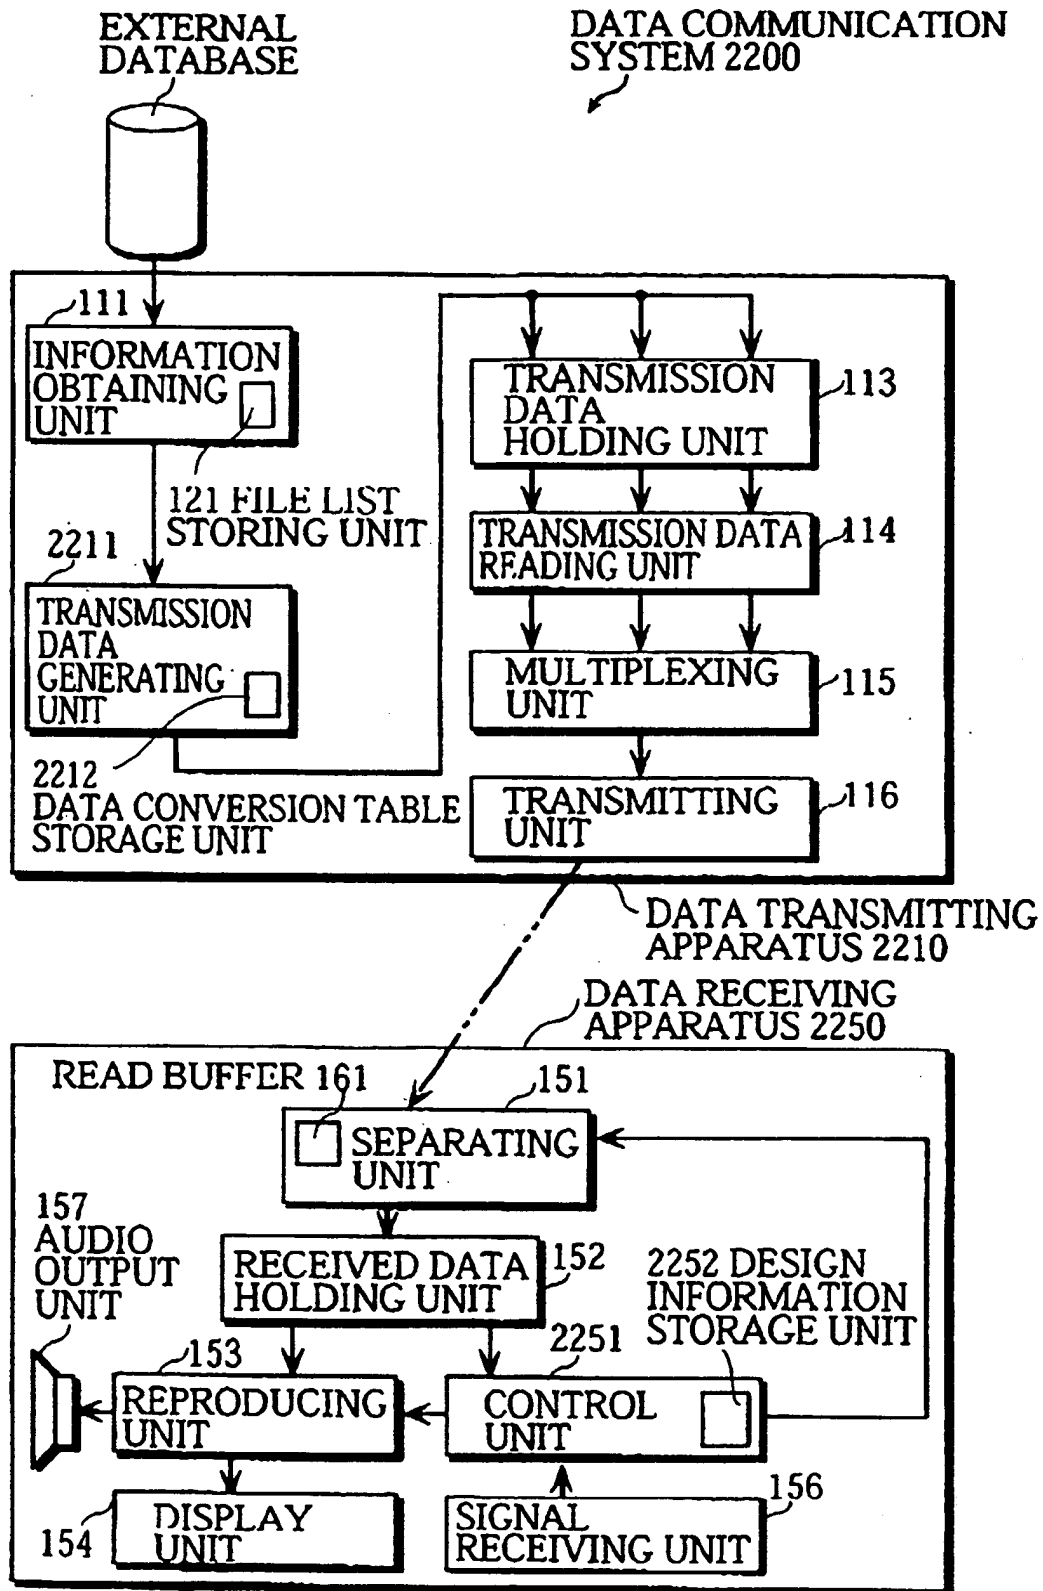 EXTERNAL
DATABASE
DATA COMMUNICATION
SYSTEM 2200
111
INFORMATION
OBTAINING
UNIT
121 FILE LIST
STORING UNIT
2211
TRANSMISSION
DATA
GENERATING
UNIT
2212
DATA CONVERSION TABLE
STORAGE UNIT
TRANSMISSION
DATA
HOLDING UNIT
113
TRANSMISSION DATA
READING UNIT
114
MULTIPLEXING
UNIT
115
TRANSMITTING
UNIT
116
DATA TRANSMITTING
APPARATUS 2210
DATA RECEIVING
APPARATUS 2250
READ BUFFER 161
151
SEPARATING
UNIT
157
AUDIO
OUTPUT
UNIT
RECEIVED DATA
HOLDING UNIT
152
2252 DESIGN
INFORMATION
STORAGE UNIT
153
REPRODUCING
UNIT
2251
CONTROL
UNIT
154
DISPLAY
UNIT
SIGNAL
RECEIVING UNIT
156